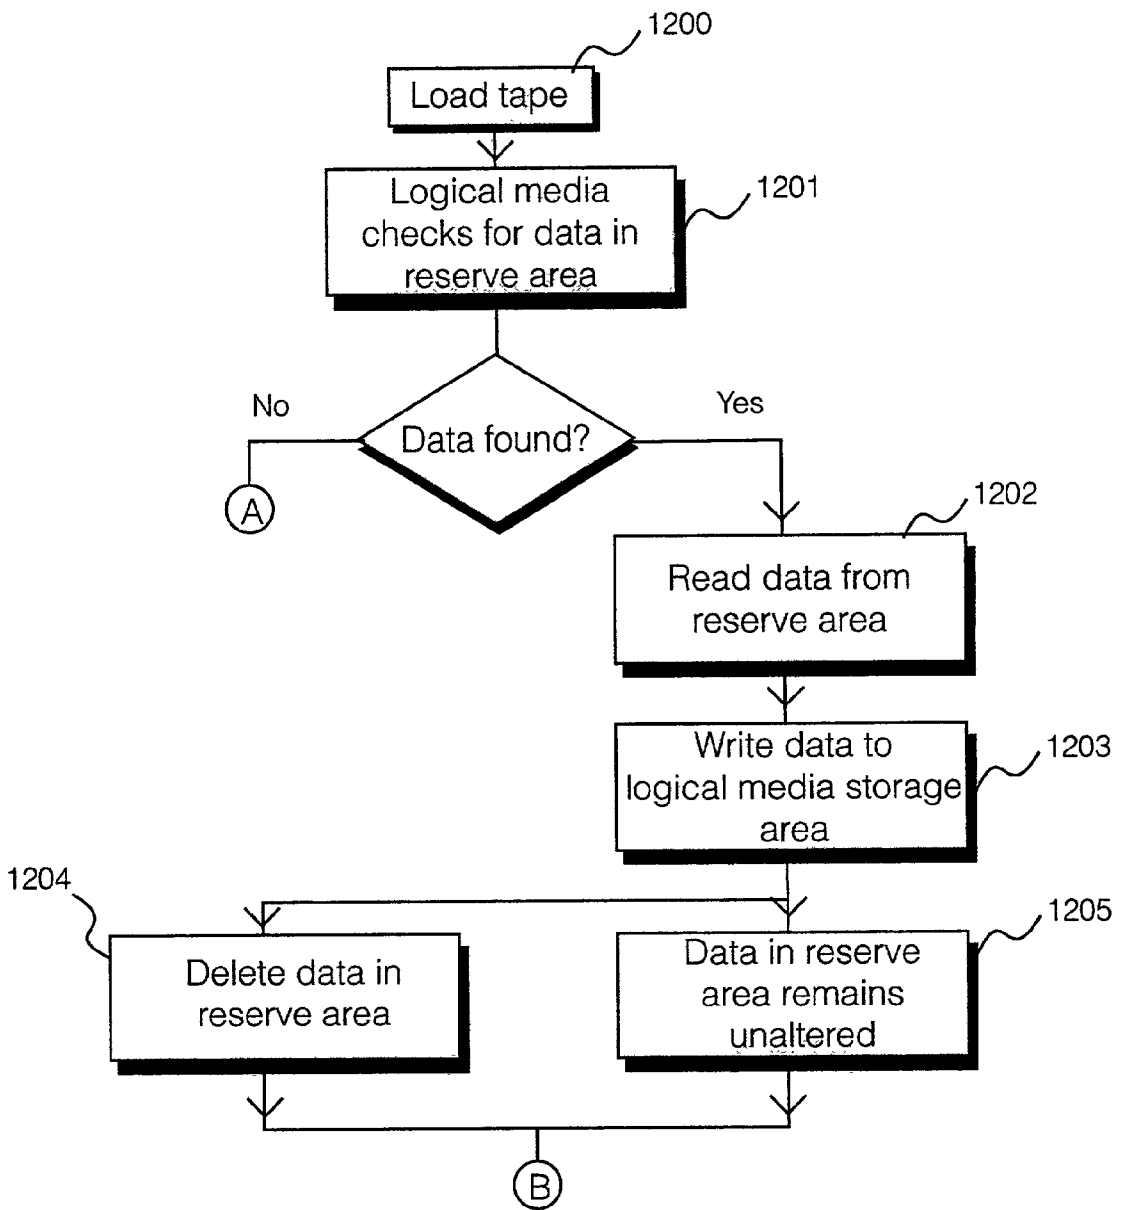 1200
Load tape
1201
Logical media
checks for data in
reserve area
No
Yes
Data found?
A
1202
Read data from
reserve area
1203
Write data to
logical media storage
area
1204
Delete data in
reserve area
1205
Data in reserve
area remains
unaltered
B